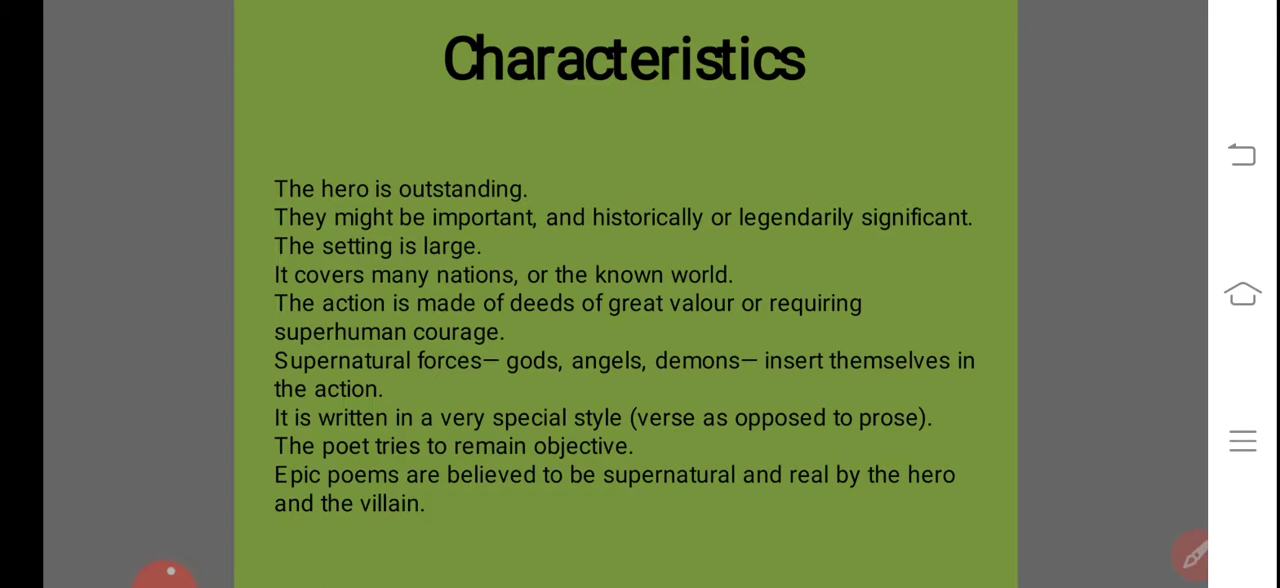 Characteristics
The hero is outstanding.
They might be important, and historically or legendarily significant.
The setting is large.
It covers many nations, or the known world.
The action is made of deeds of great valour or requiring
superhuman courage.
Supernatural forces— gods, angels, demons— insert themselves in
the action.
It is written in a very special style (verse as opposed to prose).
The poet tries to remain objective.
Epic poems are believed to be supernatural and real by the hero
and the villain.